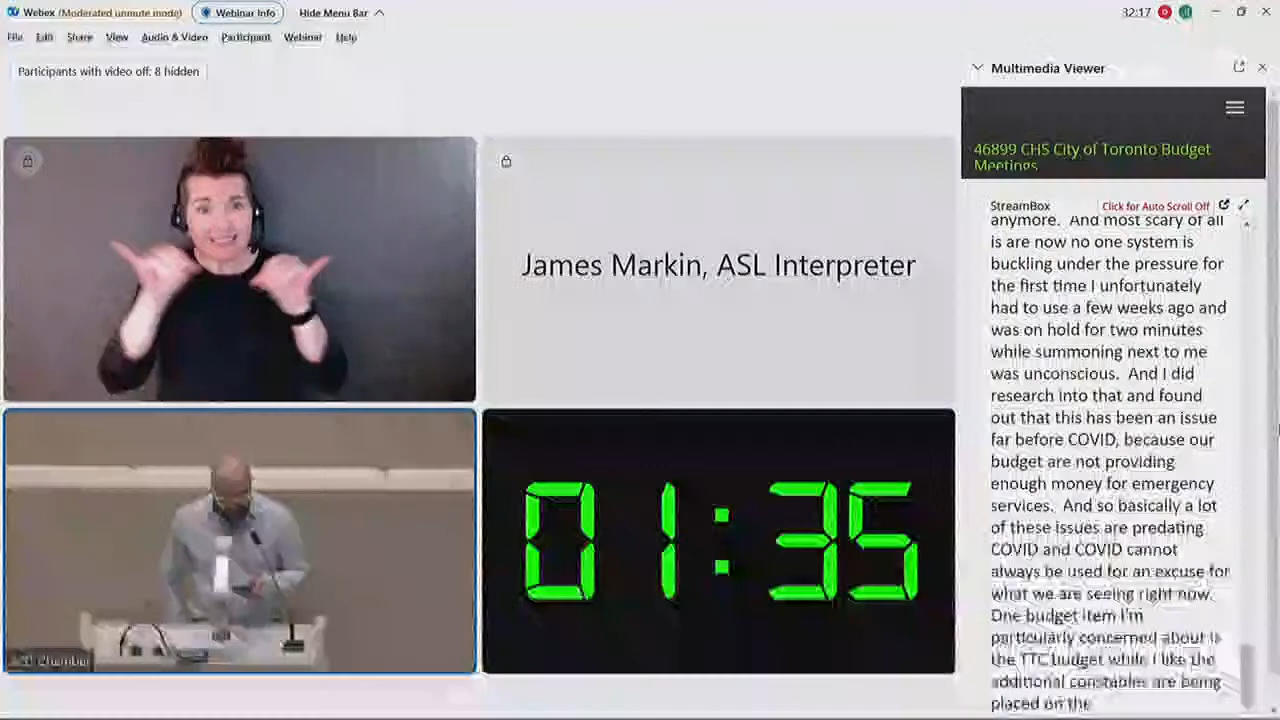 Webex (Moderated unmute mode)
Webinar Info
Hide Menu Bar
32:17
File Edit Share View Audio & Video Participant Webinar Help
Participants with video off: 8 hidden
James Markin, ASL Interpreter
Chamber
01:35
Multimedia Viewer
46899 CHS City of Toronto Budget
Meetings
StreamBox
Click for Auto Scroll Off
anymore. And most scary of all
is are now no one system is
buckling under the pressure for
the first time I unfortunately
had to use a few weeks ago and
was on hold for two minutes
while summoning next to me
was unconscious. And I did
research into that and found
out that this has been an issue
far before COVID, because our
budget are not providing
enough money for emergency
services. And so basically a lot
of these issues are predating
COVID and COVID cannot
always be used for an excuse for
what we are seeing right now.
One budget item I'm
particularly concerned about is
the TTC budget while I like the
additional constables are being
placed on the